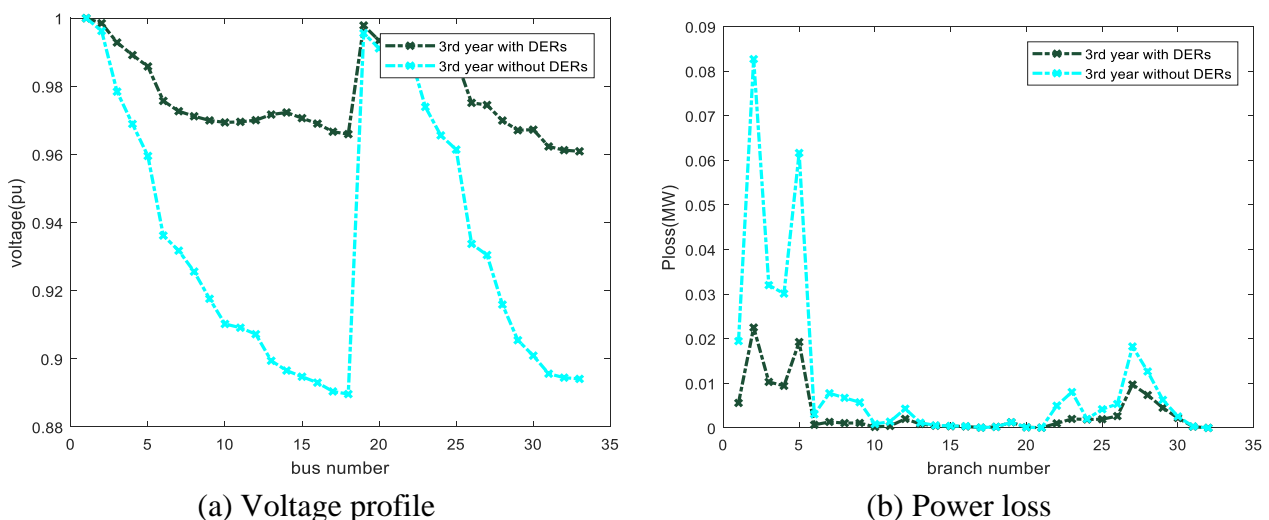 1
0.98
0.96
0.94
0.92
0.9
0.88
voltage(pu)
0 5 10 15 20 25 30 35
bus number
3rd year with DERs
3rd year without DERs
(a) Voltage profile
0.09
0.08
0.07
0.06
0.05
0.04
0.03
0.02
0.01
0
Ploss(MW)
0 5 10 15 20 25 30 35
branch number
3rd year with DERs
3rd year without DERs
(b) Power loss